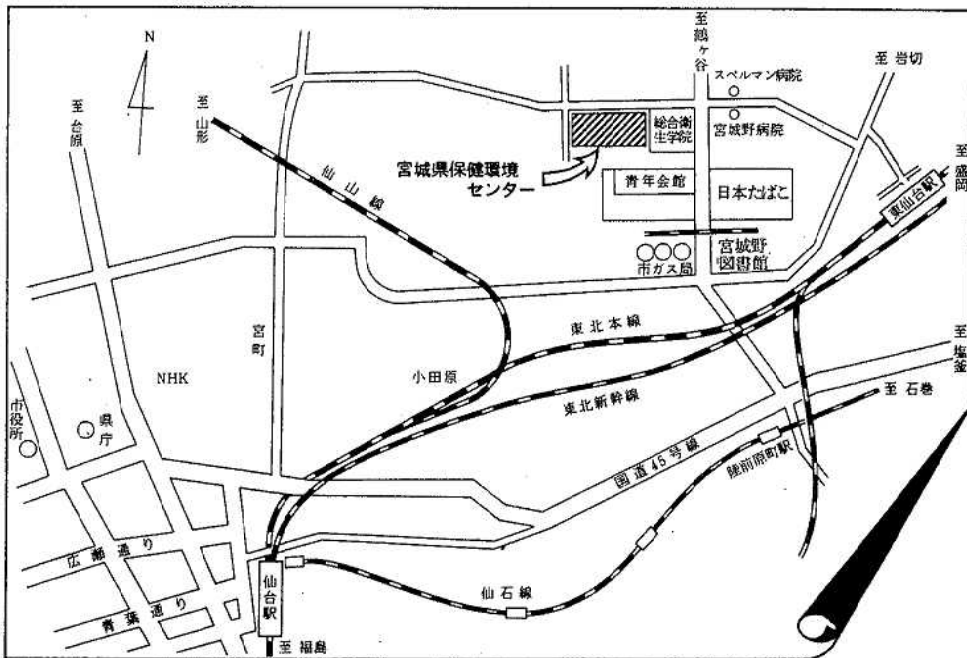 N
至台原
至山形
仙山線
宮城県保健環境
センター
至鶴ヶ谷
スペルマン病院
至 岩切
総合衛
生学院
宮城野病院
青年会館
日本たばこ
至盛岡
東仙台駅
宮城野
図書館
市ガス局
東北本線
宮町
小田原
NHK
東北新幹線
至塩釜
至 石巻
市役所
県庁
国道45号線
陸前原町駅
広瀬通り
青葉通り
仙台駅
仙石線
至 福島